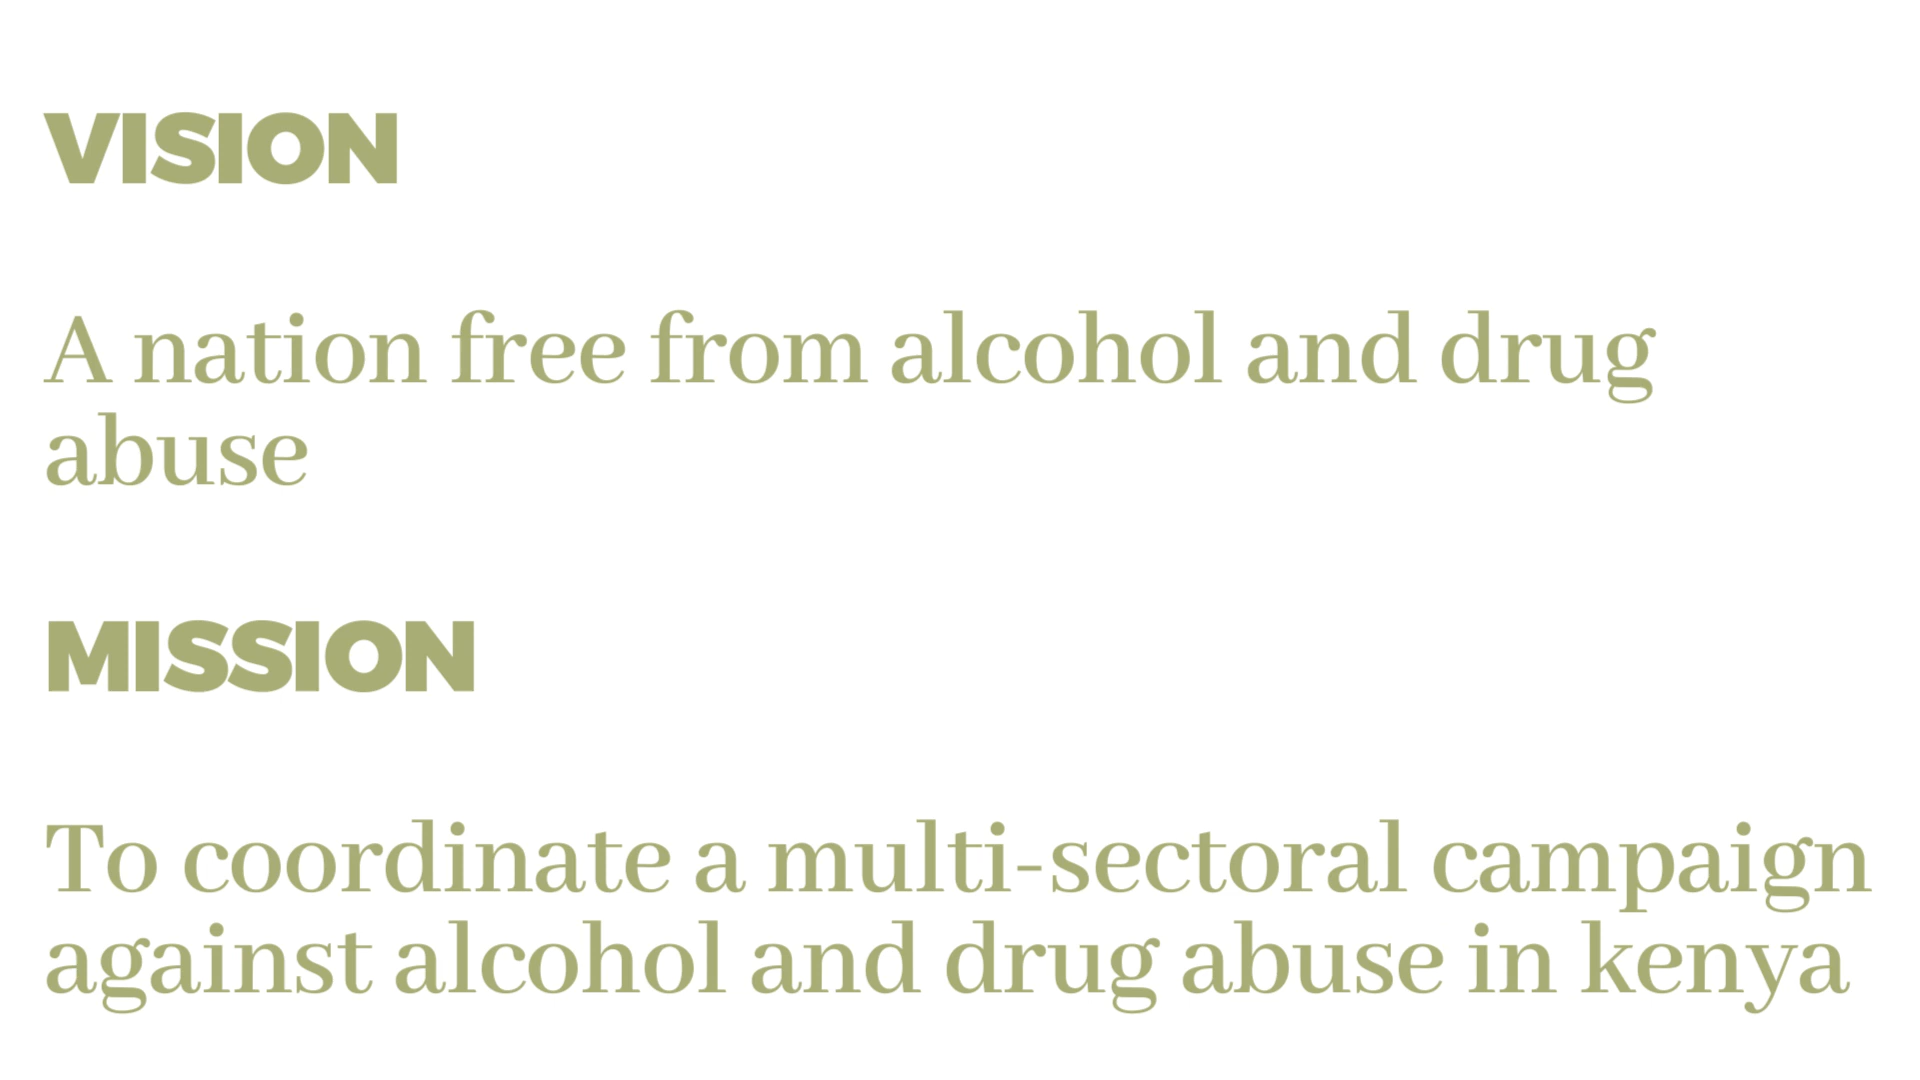 VISION
A nation free from alcohol and drug
abuse
MISSION
To coordinate a multi-sectoral campaign
against alcohol and drug abuse in kenya